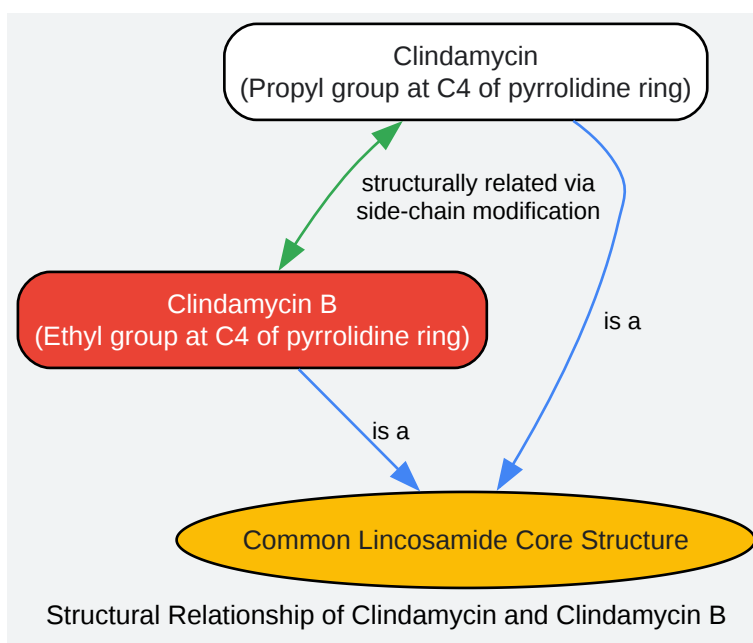 Clindamycin
(Propyl group at C4 of pyrrolidine ring)
structurally related via
side-chain modification
Clindamycin B
(Ethyl group at C4 of pyrrolidine ring)
is a
is a
Common Lincosamide Core Structure
Structural Relationship of Clindamycin and Clindamycin B